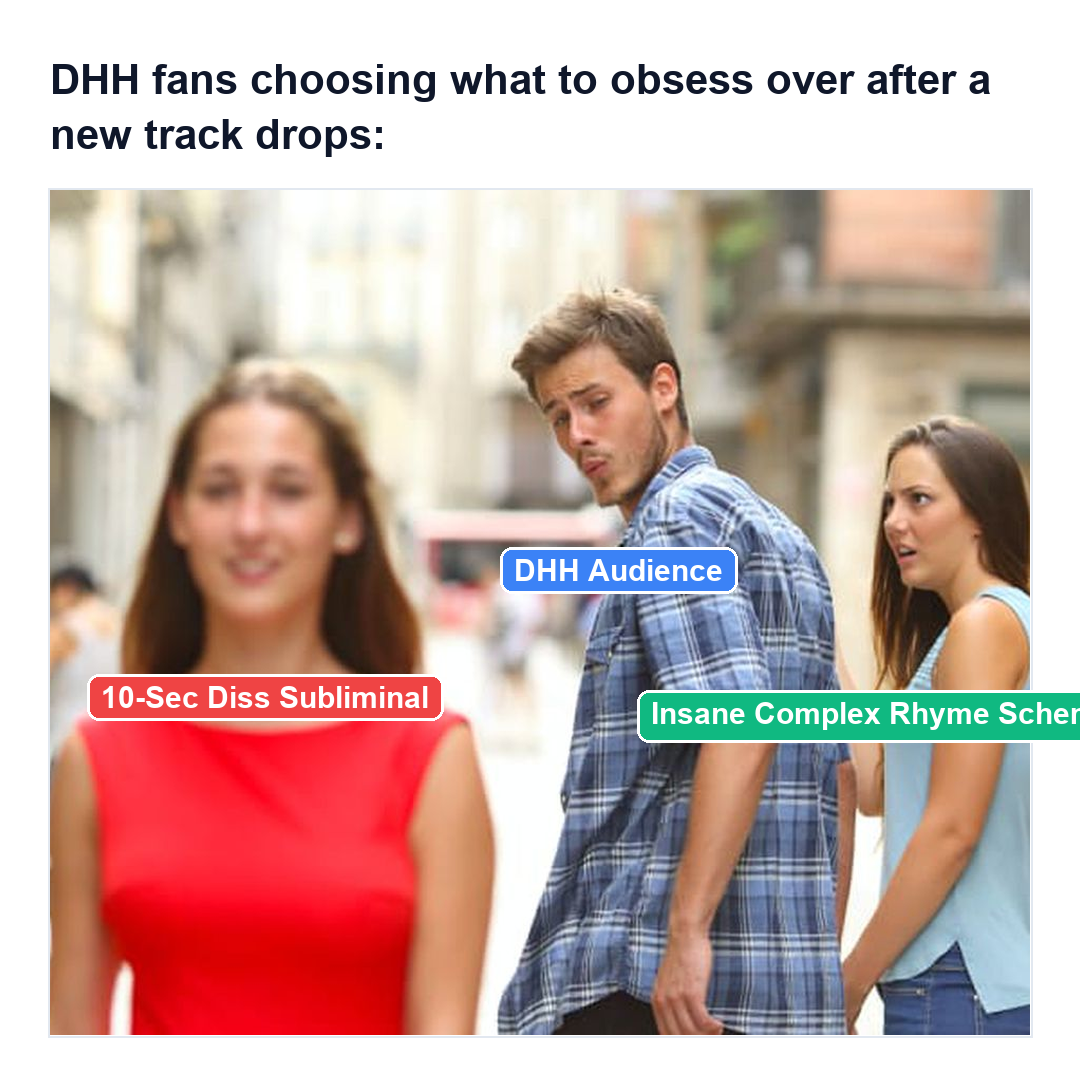 DHH fans choosing what to obsess over after a
new track drops:
DHH Audience
10-Sec Diss Subliminal
Insane Complex Rhyme